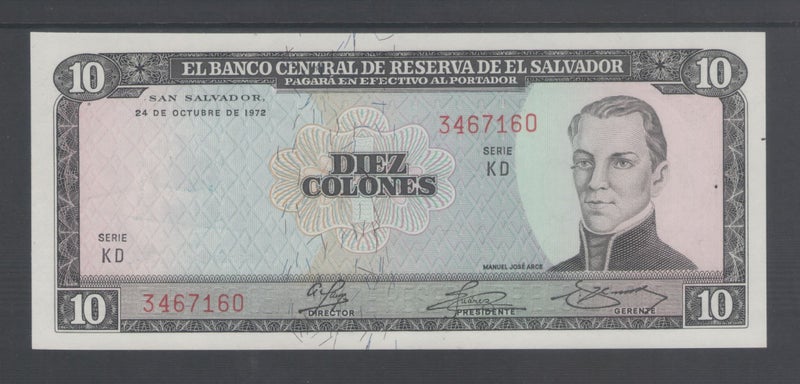 10 EL BANCO CENTRAL DE RESERVA DE EL SALVADOR 10
PAGARÁ EN EFECTIVO AL PORTADOR
SAN SALVADOR,
24 DE OCTUBRE DE 1972
3467160
SERIE
KD
DIEZ
COLONES
SERIE
KD
MANUEL JOSÉ ARCE
10 3467160 10
DIRECTOR PRESIDENTE GERENTE